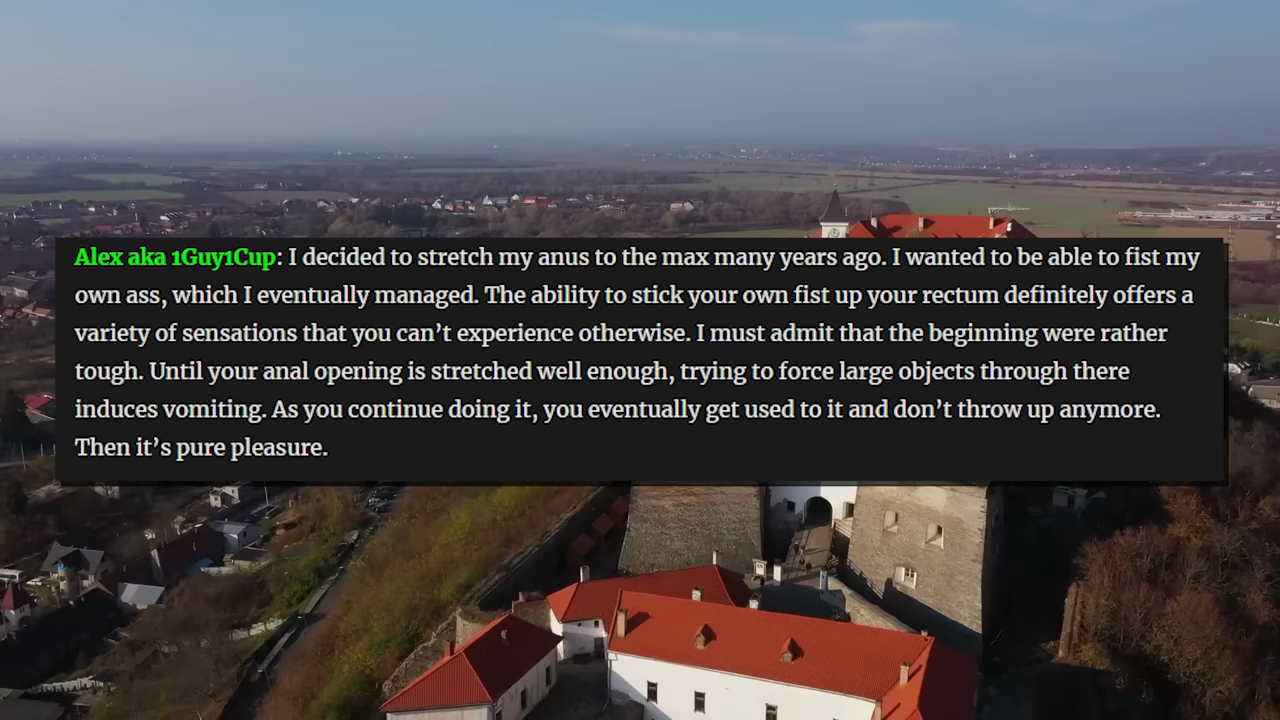 Alex aka 1Guy1Cup: I decided to stretch my anus to the max many years ago. I wanted to be able to fist my
own ass, which I eventually managed. The ability to stick your own fist up your rectum definitely offers a
variety of sensations that you can’t experience otherwise. I must admit that the beginning were rather
tough. Until your anal opening is stretched well enough, trying to force large objects through there
induces vomiting. As you continue doing it, you eventually get used to it and don’t throw up anymore.
Then it’s pure pleasure.